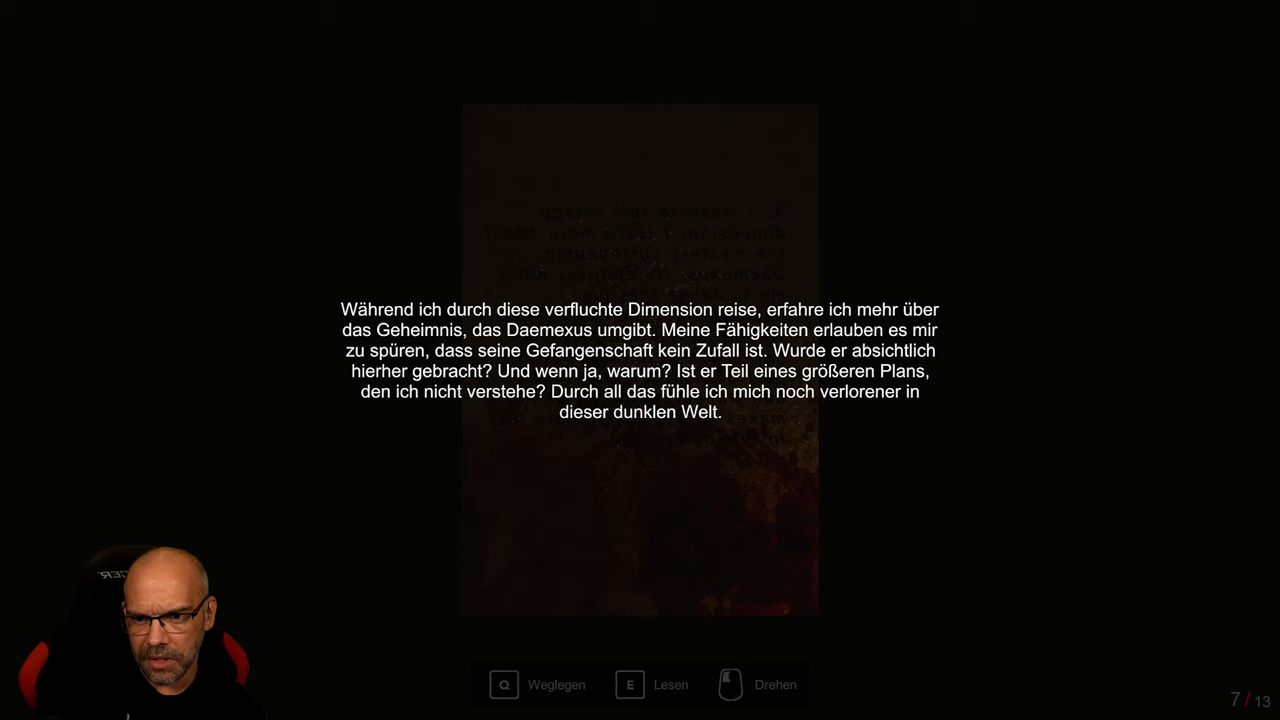 Während ich durch diese verfluchte Dimension reise, erfahre ich mehr über
das Geheimnis, das Daemexus umgibt. Meine Fähigkeiten erlauben es mir
zu spüren, dass seine Gefangenschaft kein Zufall ist. Wurde er absichtlich
hierher gebracht? Und wenn ja, warum? Ist er Teil eines größeren Plans,
den ich nicht verstehe? Durch all das fühle ich mich noch verlorener in
dieser dunklen Welt.
Q Weglegen E Lesen Drehen
7 / 13